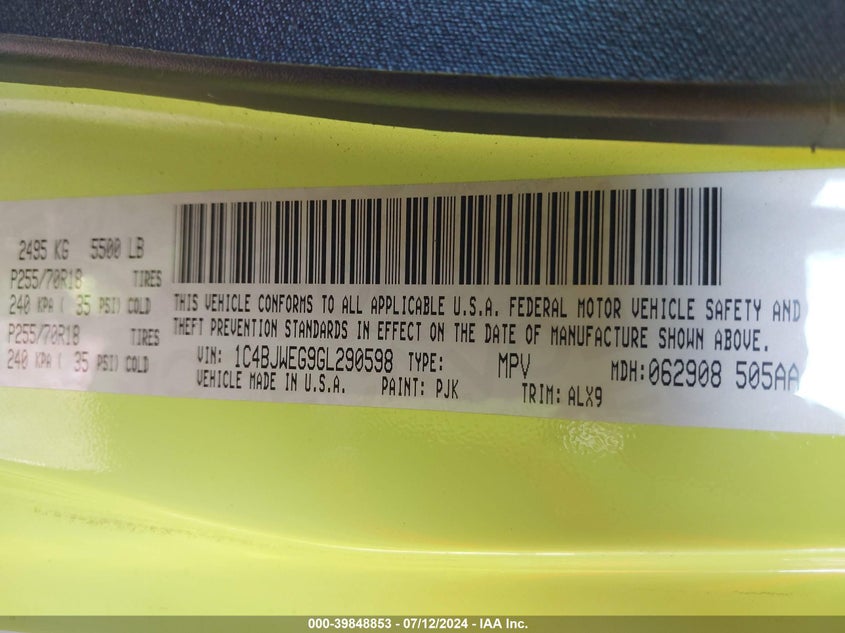 2495 KG 5500 LB
P255/70R18 TIRES
240 KPA ( 35 PSI) COLD
P255/70R18 TIRES
240 KPA ( 35 PSI) COLD
THIS VEHICLE CONFORMS TO ALL APPLICABLE U.S.A. FEDERAL MOTOR VEHICLE SAFETY AND
THEFT PREVENTION STANDARDS IN EFFECT ON THE DATE OF MANUFACTURE SHOWN ABOVE.
VIN: 1C4BJWEG9GL290598 TYPE: MPV MDH: 062908 505AA
VEHICLE MADE IN U.S.A. PAINT: PJK TRIM: ALX9
000-39848853 - 07/12/2024 - IAA Inc.